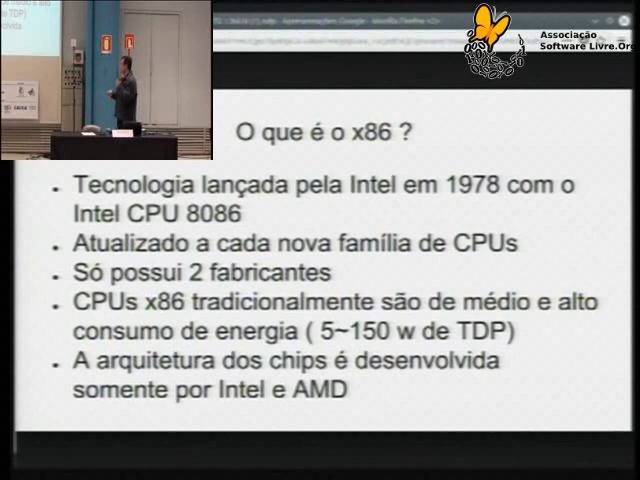 Associação
Software Livre.Org
O que é o x86 ?
Tecnologia lançada pela Intel em 1978 com o
Intel CPU 8086
Atualizado a cada nova família de CPUs
Só possui 2 fabricantes
CPUs x86 tradicionalmente são de médio e alto
consumo de energia ( 5~150 w de TDP)
A arquitetura dos chips é desenvolvida
somente por Intel e AMD